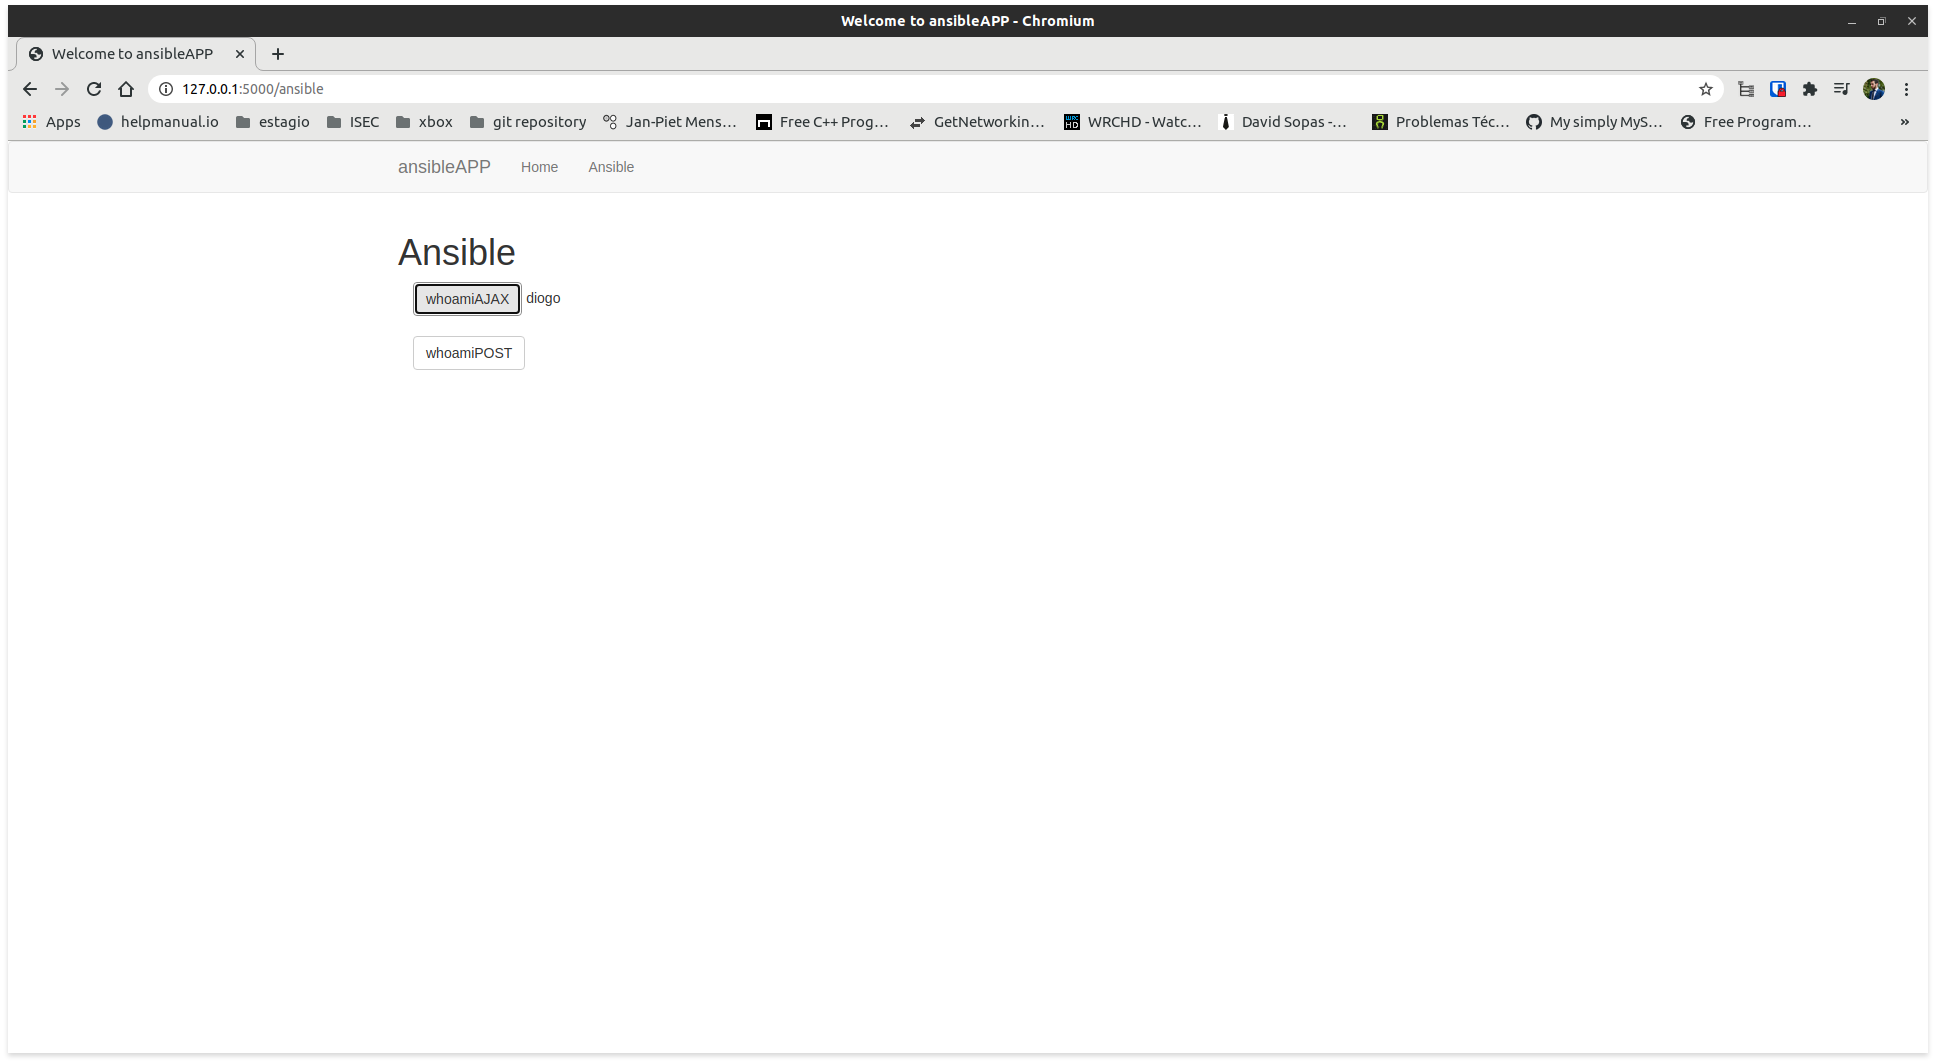 Welcome to ansibleAPP - Chromium
Welcome to ansibleAPP
127.0.0.1:5000/ansible
Apps helpmanual.io estagio ISEC xbox git repository Jan-Piet Mens... Free C++ Prog... GetNetworkin... WRCHD - Watc... David Sopas -... Problemas Téc... My simply MyS... Free Program... »
ansibleAPP Home Ansible
Ansible
whoamiAJAX diogo
whoamiPOST